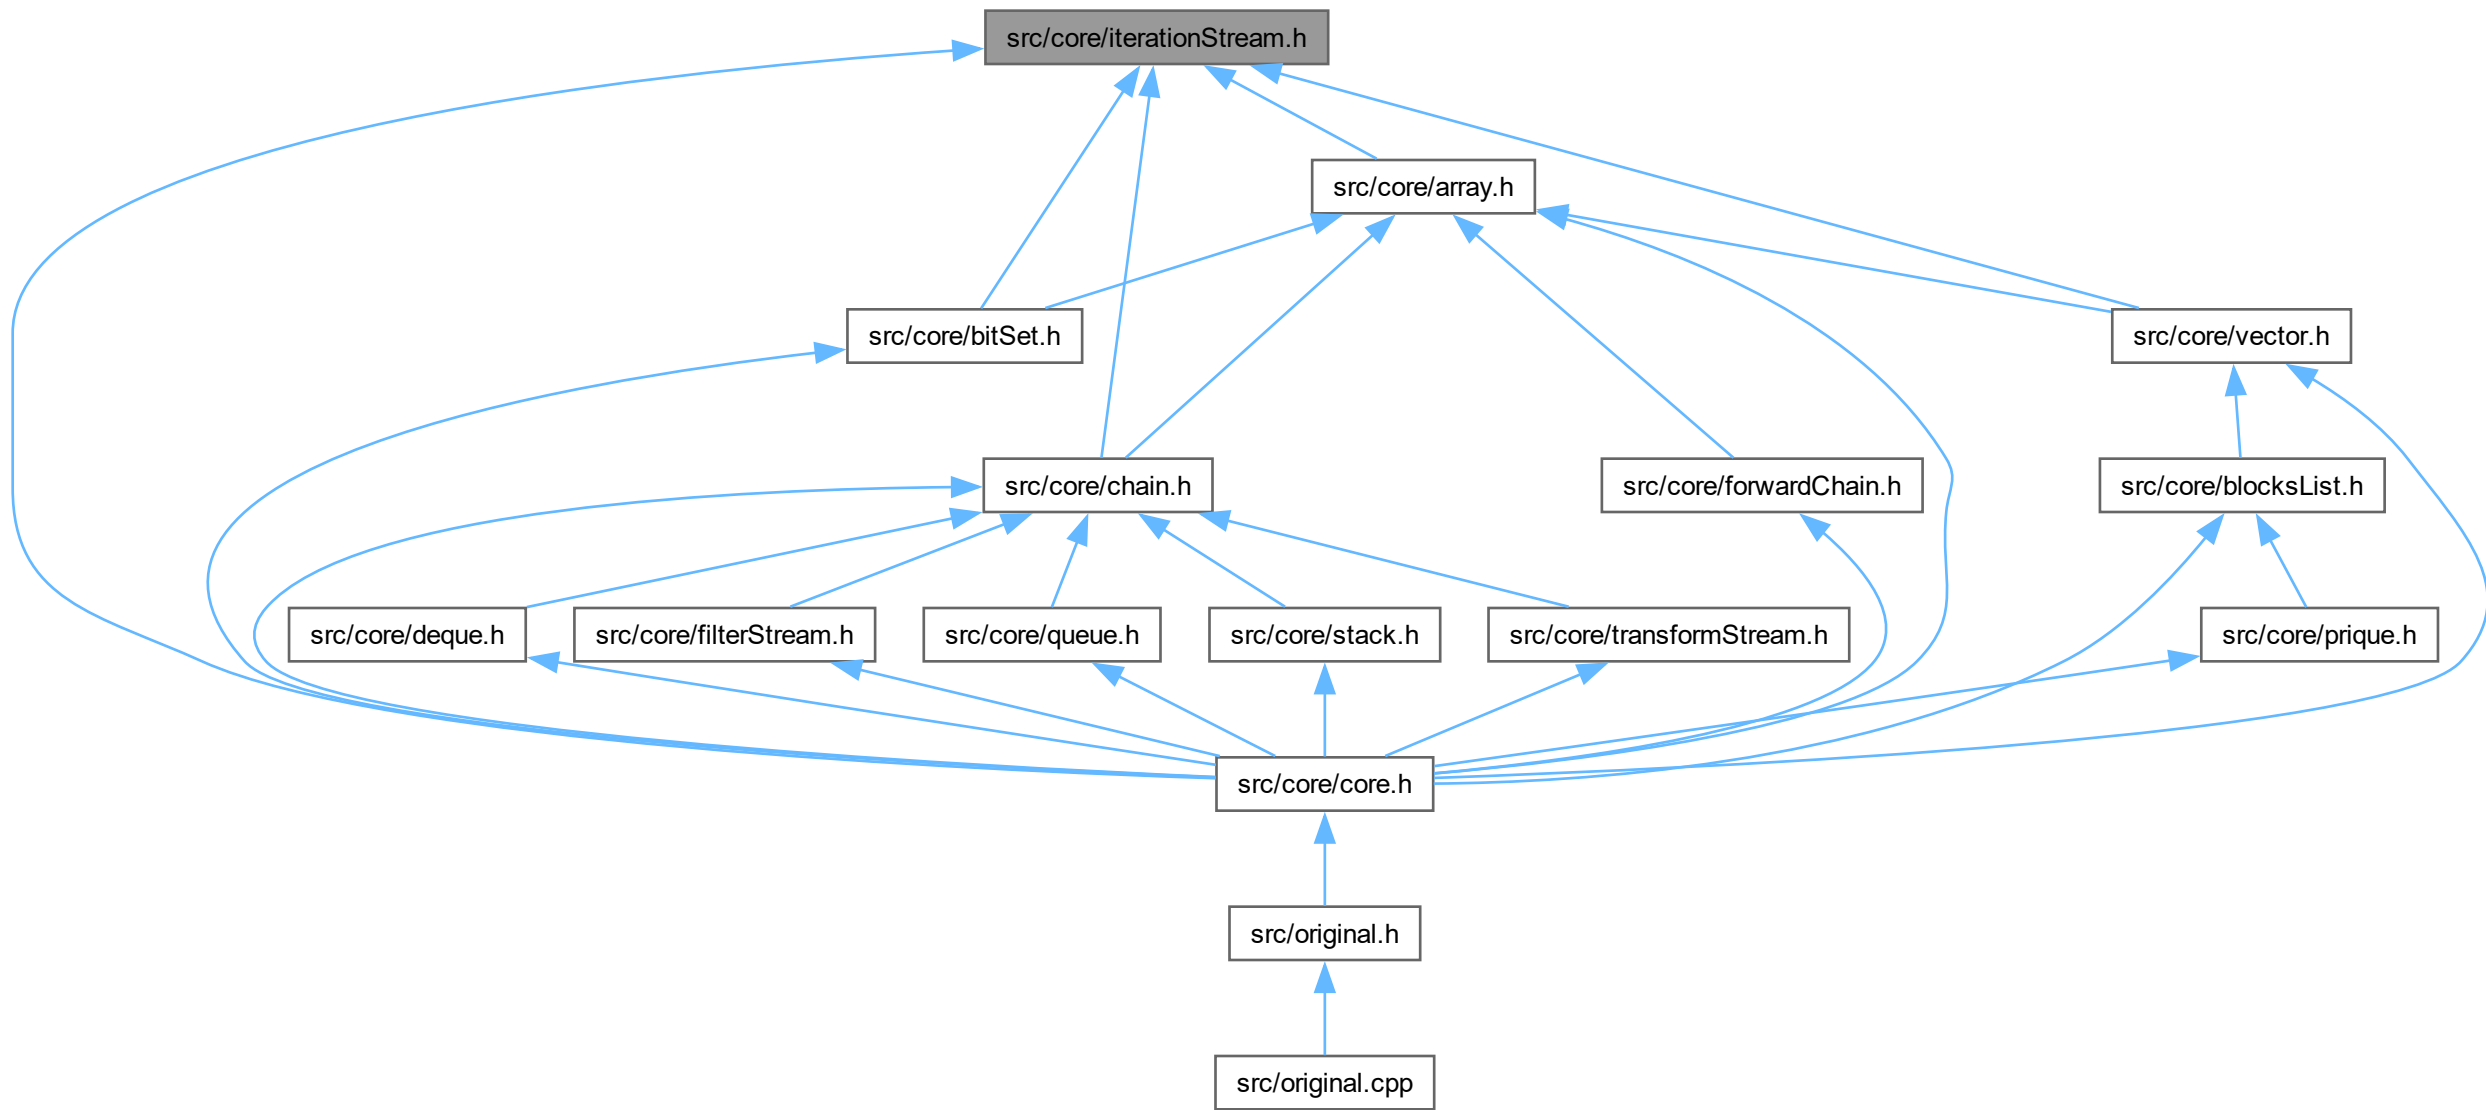 src/core/iterationStream.h
src/core/array.h
src/core/bitSet.h
src/core/vector.h
src/core/chain.h
src/core/forwardChain.h
src/core/blocksList.h
src/core/deque.h
src/core/filterStream.h
src/core/queue.h
src/core/stack.h
src/core/transformStream.h
src/core/prique.h
src/core/core.h
src/original.h
src/original.cpp